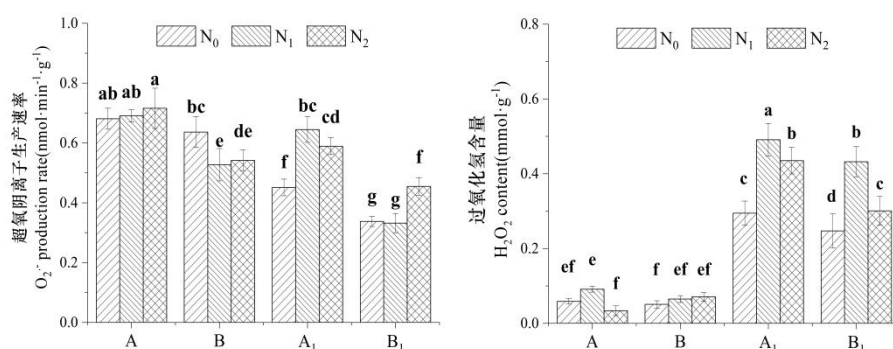 超氧阴离子生产速率
O₂·⁻ production rate(nmol·min⁻¹·g⁻¹)
1.0
0.8
0.6
0.4
0.2
0.0
N₀ N₁ N₂
ab ab a
bc e de
f bc cd
g g f
A B A₁ B₁
过氧化氢含量
H₂O₂ content(mmol·g⁻¹)
0.8
0.6
0.4
0.2
0.0
N₀ N₁ N₂
ef e f
f ef ef
c a b
d b c
A B A₁ B₁